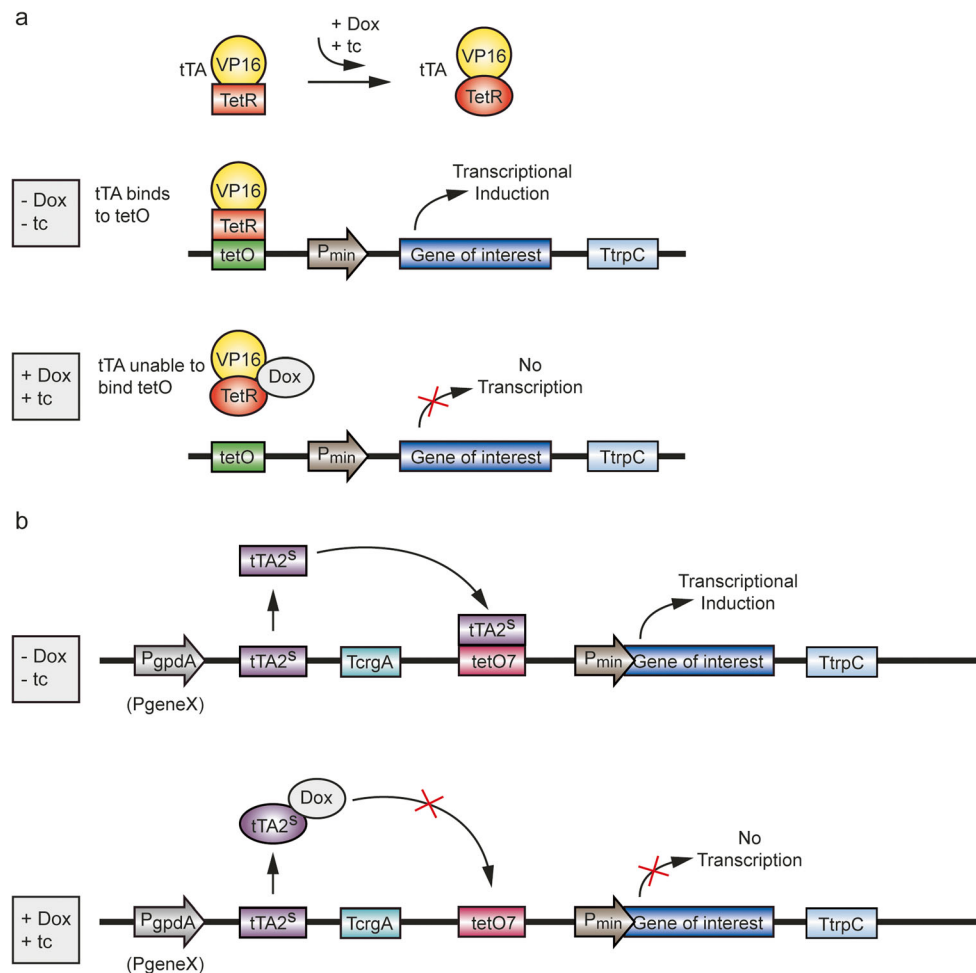 a
+ Dox
+ tc
tTA
VP16
TetR
tTA
VP16
TetR
- Dox
- tc
tTA binds
to tetO
VP16
TetR
tetO
Pmin
Transcriptional
Induction
Gene of interest
TtrpC
+ Dox
+ tc
tTA unable to
bind tetO
VP16
TetR
Dox
No
Transcription
tetO
Pmin
Gene of interest
TtrpC
b
- Dox
- tc
tTA2S
Transcriptional
Induction
tTA2S
PgpdA
tTA2S
TcrgA
tetO7
Pmin
Gene of interest
TtrpC
(PgeneX)
+ Dox
+ tc
Dox
tTA2S
No
Transcription
PgpdA
tTA2S
TcrgA
tetO7
Pmin
Gene of interest
TtrpC
(PgeneX)